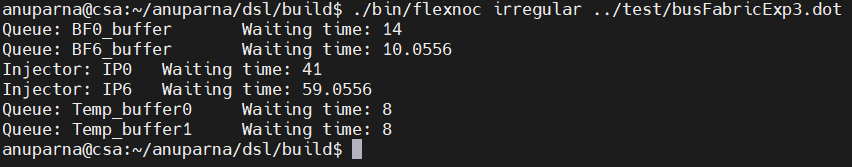 anuparna@csa:~/anuparna/dsl/build$ ./bin/flexnoc irregular ../test/busFabricExp3.dot
Queue: BF0_buffer       Waiting time: 14
Queue: BF6_buffer       Waiting time: 10.0556
Injector: IP0   Waiting time: 41
Injector: IP6   Waiting time: 59.0556
Queue: Temp_buffer0     Waiting time: 8
Queue: Temp_buffer1     Waiting time: 8
anuparna@csa:~/anuparna/dsl/build$